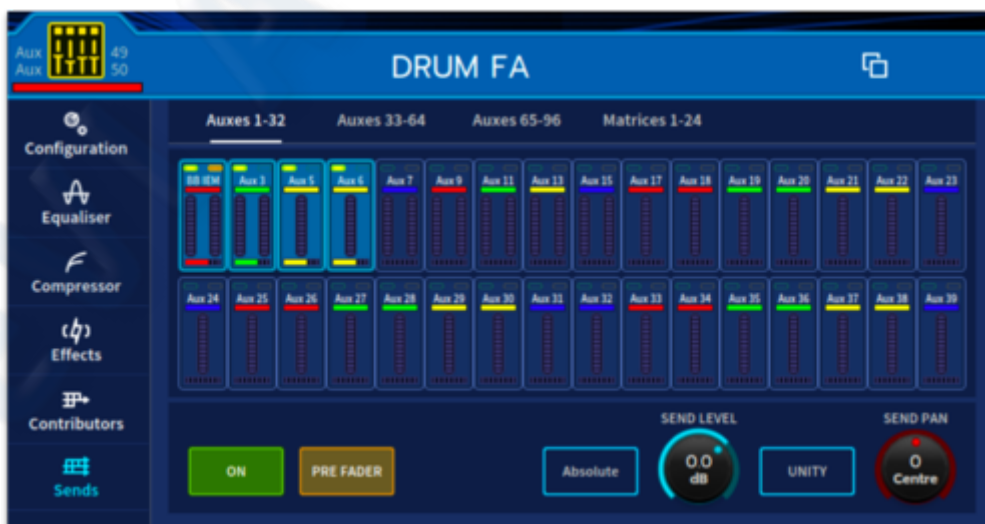 Aux 49
Aux 50
DRUM FA
Configuration
Equaliser
Compressor
Effects
Contributors
Sends
Auxes 1-32 Auxes 33-64 Auxes 65-96 Matrices 1-24
BB IEM Aux 3 Aux 5 Aux 6 Aux 7 Aux 9 Aux 11 Aux 13 Aux 15 Aux 17 Aux 18 Aux 19 Aux 20 Aux 21 Aux 22 Aux 23
Aux 24 Aux 25 Aux 26 Aux 27 Aux 28 Aux 29 Aux 30 Aux 31 Aux 32 Aux 33 Aux 34 Aux 35 Aux 36 Aux 37 Aux 38 Aux 39
SEND LEVEL SEND PAN
ON PRE FADER Absolute 0.0 UNITY 0
dB Centre